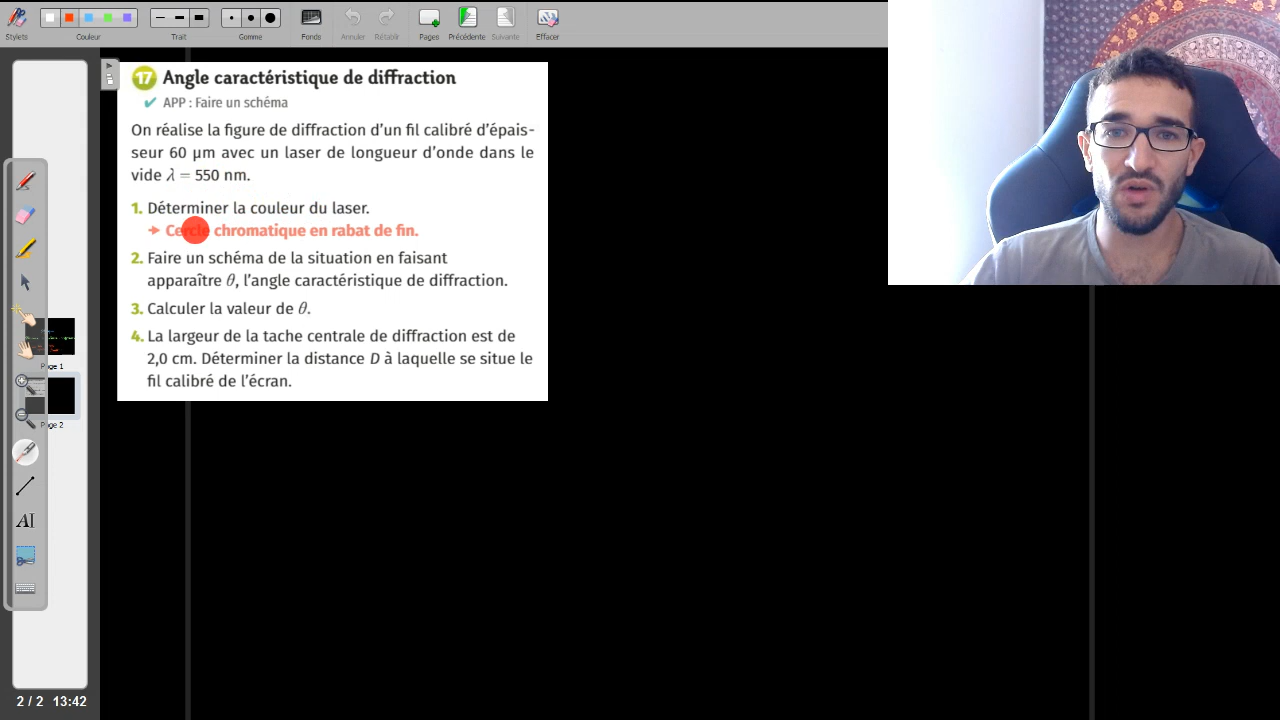 Stylets
Couleur
Trait
Gomme
Fonds
Annuler
Rétablir
Pages
Précédente
Suivante
Effacer
17 Angle caractéristique de diffraction
✔ APP : Faire un schéma
On réalise la figure de diffraction d'un fil calibré d'épais-
seur 60 µm avec un laser de longueur d'onde dans le
vide λ = 550 nm.
1. Déterminer la couleur du laser.
➔ Cercle chromatique en rabat de fin.
2. Faire un schéma de la situation en faisant
apparaître θ, l'angle caractéristique de diffraction.
3. Calculer la valeur de θ.
4. La largeur de la tache centrale de diffraction est de
2,0 cm. Déterminer la distance D à laquelle se situe le
fil calibré de l'écran.
AI
2 / 2 13:42